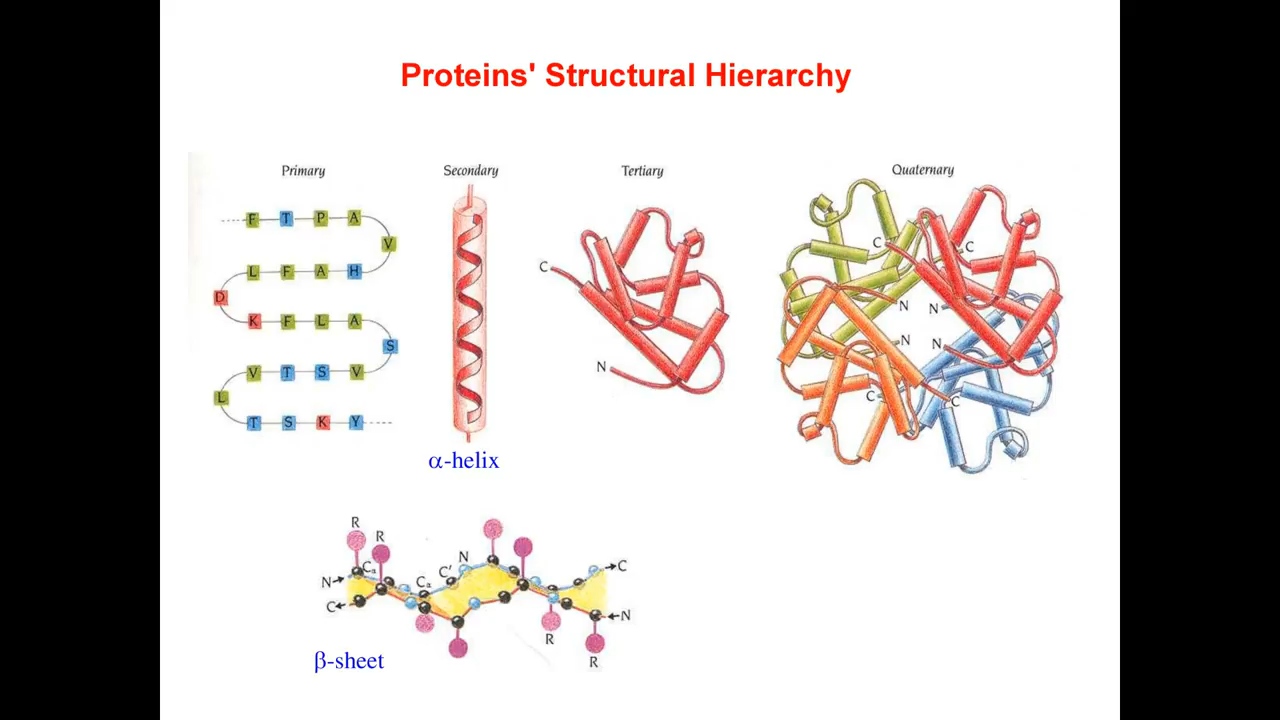 Proteins' Structural Hierarchy
Primary
Secondary
Tertiary
Quaternary
F T P A
V
L F A H
D
K F L A
S
V T S V
L
T S K Y
α-helix
C
N
C
C
N
N
N
N
C
C
R
R
N
Cα
Cα
C'
N
C
C
N
R
R
β-sheet